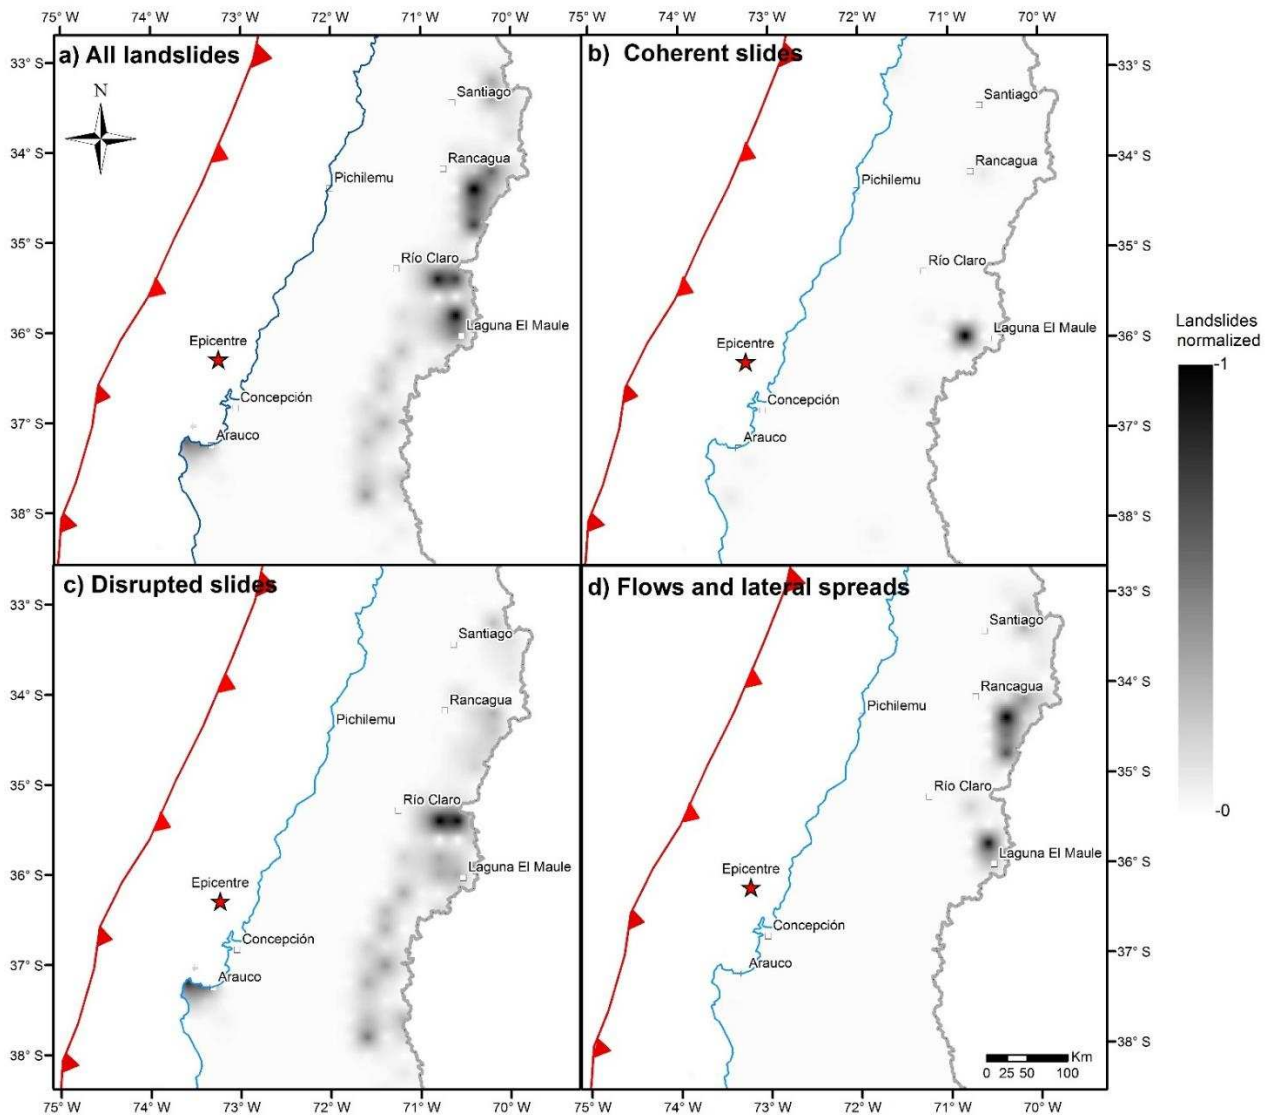 75°W 74°W 73°W 72°W 71°W 70°W 74°W 73°W 72°W 71°W 70°W
a) All landslides
N
33° S
34° S
35° S
36° S
37° S
38° S
Santiago
Rancagua
Pichilemu
Río Claro
Laguna El Maule
Epicentre
Concepción
Arauco
b) Coherent slides
Santiago
Rancagua
Pichilemu
Río Claro
Laguna El Maule
Epicentre
Concepción
Arauco
33° S
34° S
35° S
36° S
37° S
38° S
Landslides
normalized
-1
-0
c) Disrupted slides
33° S
34° S
35° S
36° S
37° S
38° S
Santiago
Rancagua
Pichilemu
Río Claro
Laguna El Maule
Epicentre
Concepción
Arauco
d) Flows and lateral spreads
Santiago
Rancagua
Pichilemu
Río Claro
Laguna El Maule
Epicentre
Concepción
Arauco
33° S
34° S
35° S
36° S
37° S
38° S
Km
0 25 50 100
75°W 74°W 73°W 72°W 71°W 70°W 75°W 74°W 73°W 72°W 71°W 70°W